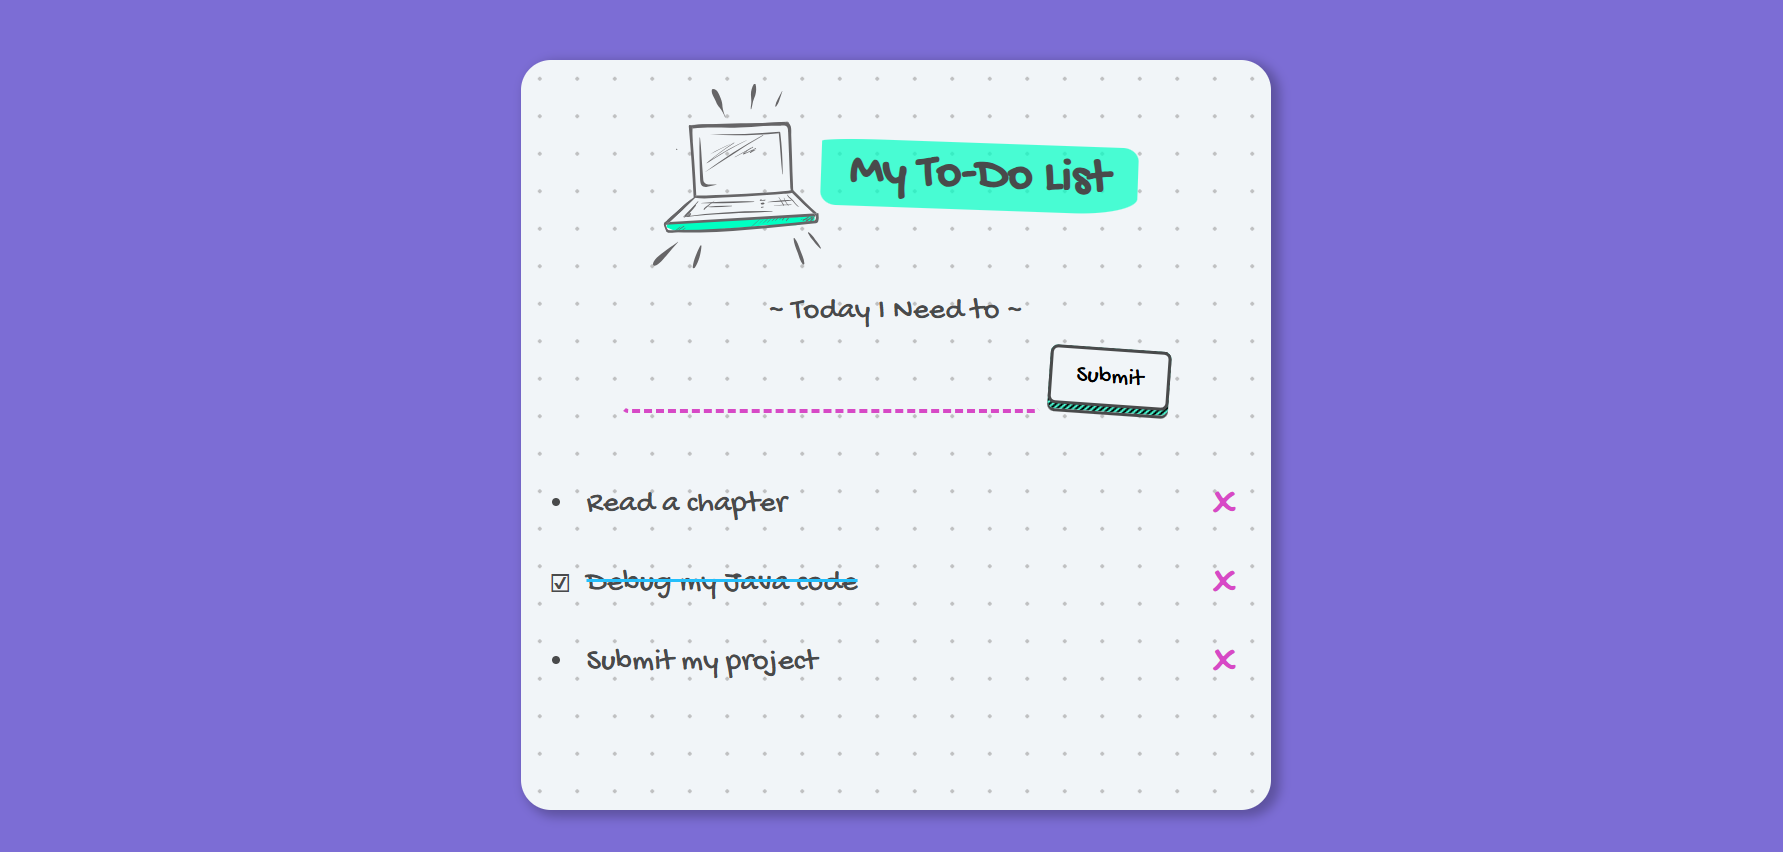 My To-Do List
~ Today I Need to ~
Submit
Read a chapter
Debug my Java code
Submit my project